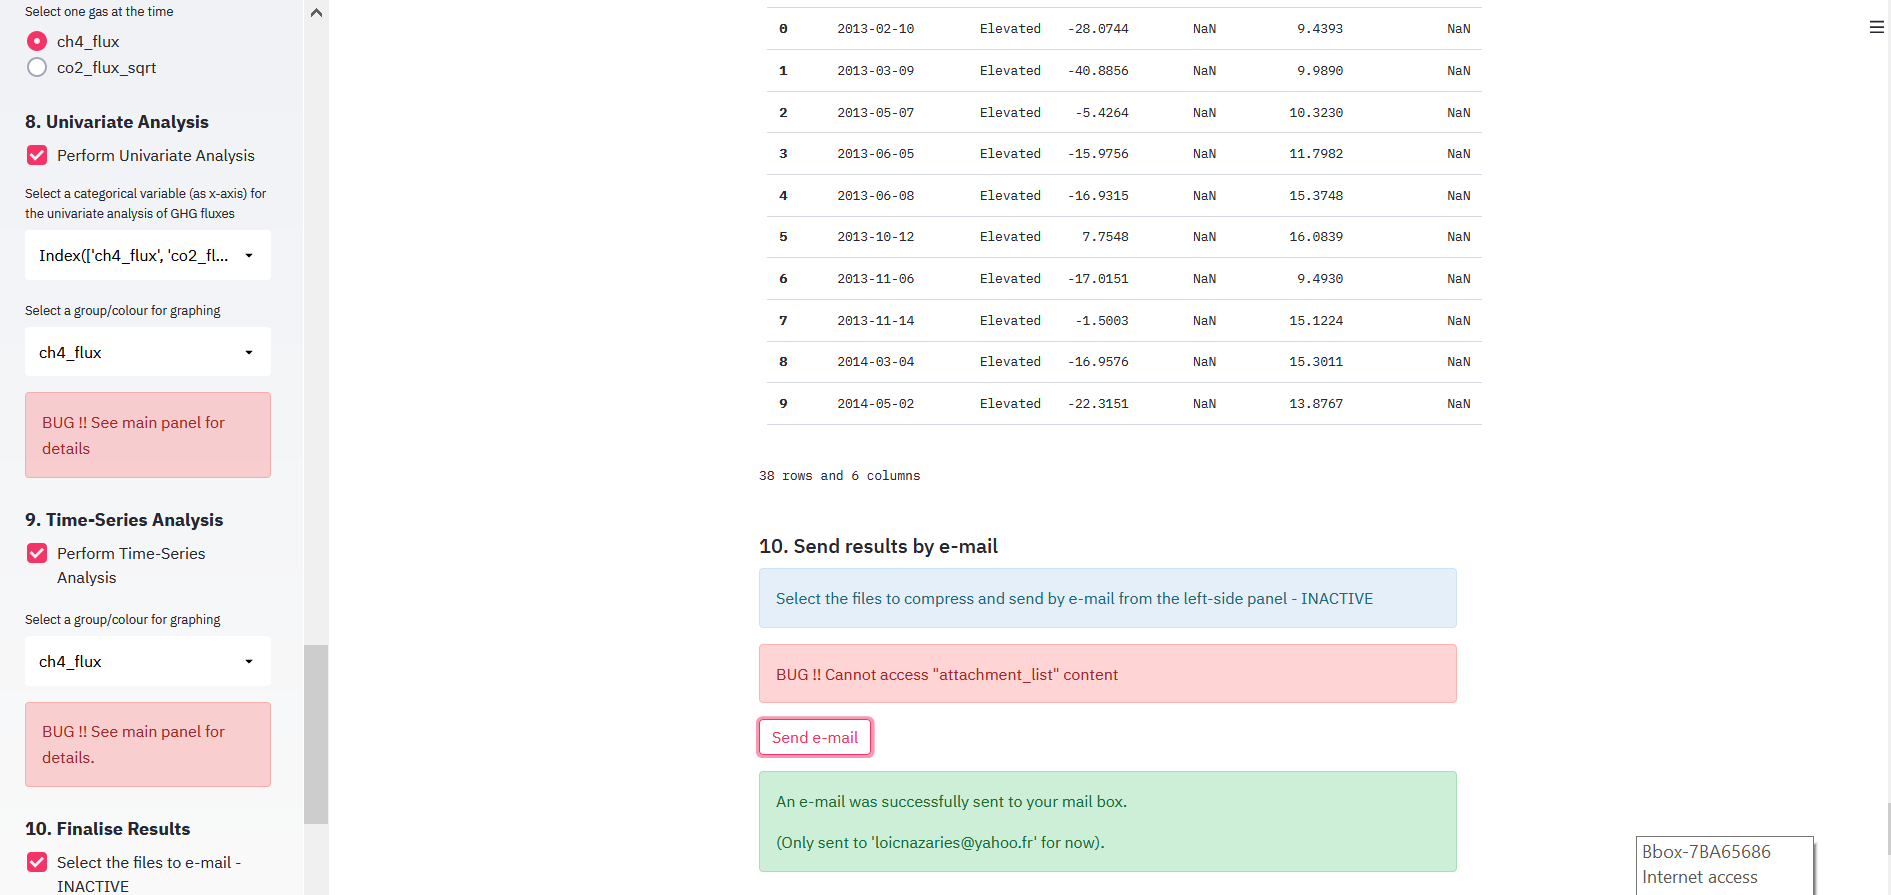 Select one gas at the time
ch4_flux
co2_flux_sqrt
8. Univariate Analysis
Perform Univariate Analysis
Select a categorical variable (as x-axis) for
the univariate analysis of GHG fluxes
Index(['ch4_flux', 'co2_fl...
Select a group/colour for graphing
ch4_flux
BUG !! See main panel for
details
9. Time-Series Analysis
Perform Time-Series
Analysis
Select a group/colour for graphing
ch4_flux
BUG !! See main panel for
details.
10. Finalise Results
Select the files to e-mail -
INACTIVE
0 2013-02-10 Elevated -28.0744 NaN 9.4393 NaN
1 2013-03-09 Elevated -40.8856 NaN 9.9890 NaN
2 2013-05-07 Elevated -5.4264 NaN 10.3230 NaN
3 2013-06-05 Elevated -15.9756 NaN 11.7982 NaN
4 2013-06-08 Elevated -16.9315 NaN 15.3748 NaN
5 2013-10-12 Elevated 7.7548 NaN 16.0839 NaN
6 2013-11-06 Elevated -17.0151 NaN 9.4930 NaN
7 2013-11-14 Elevated -1.5003 NaN 15.1224 NaN
8 2014-03-04 Elevated -16.9576 NaN 15.3011 NaN
9 2014-05-02 Elevated -22.3151 NaN 13.8767 NaN
38 rows and 6 columns
10. Send results by e-mail
Select the files to compress and send by e-mail from the left-side panel - INACTIVE
BUG !! Cannot access "attachment_list" content
Send e-mail
An e-mail was successfully sent to your mail box.
(Only sent to 'loicnazaries@yahoo.fr' for now).
Bbox-7BA65686
Internet access